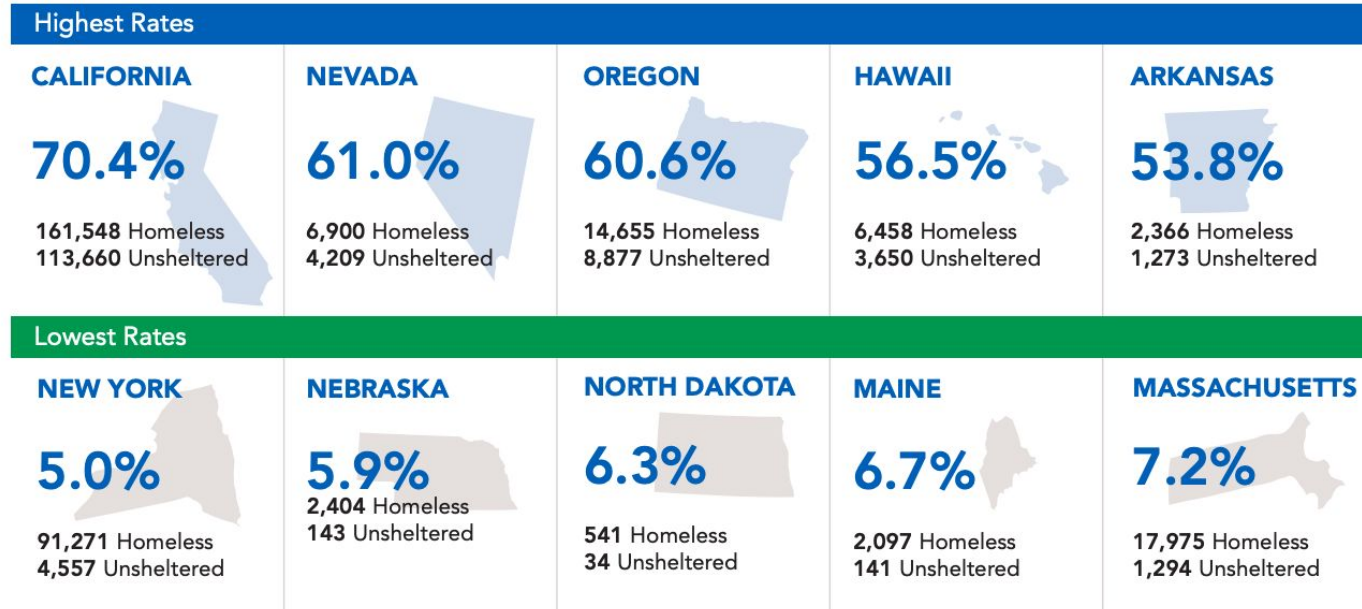 Highest Rates
CALIFORNIA
70.4%
161,548 Homeless
113,660 Unsheltered
NEVADA
61.0%
6,900 Homeless
4,209 Unsheltered
OREGON
60.6%
14,655 Homeless
8,877 Unsheltered
HAWAII
56.5%
6,458 Homeless
3,650 Unsheltered
ARKANSAS
53.8%
2,366 Homeless
1,273 Unsheltered
Lowest Rates
NEW YORK
5.0%
91,271 Homeless
4,557 Unsheltered
NEBRASKA
5.9%
2,404 Homeless
143 Unsheltered
NORTH DAKOTA
6.3%
541 Homeless
34 Unsheltered
MAINE
6.7%
2,097 Homeless
141 Unsheltered
MASSACHUSETTS
7.2%
17,975 Homeless
1,294 Unsheltered